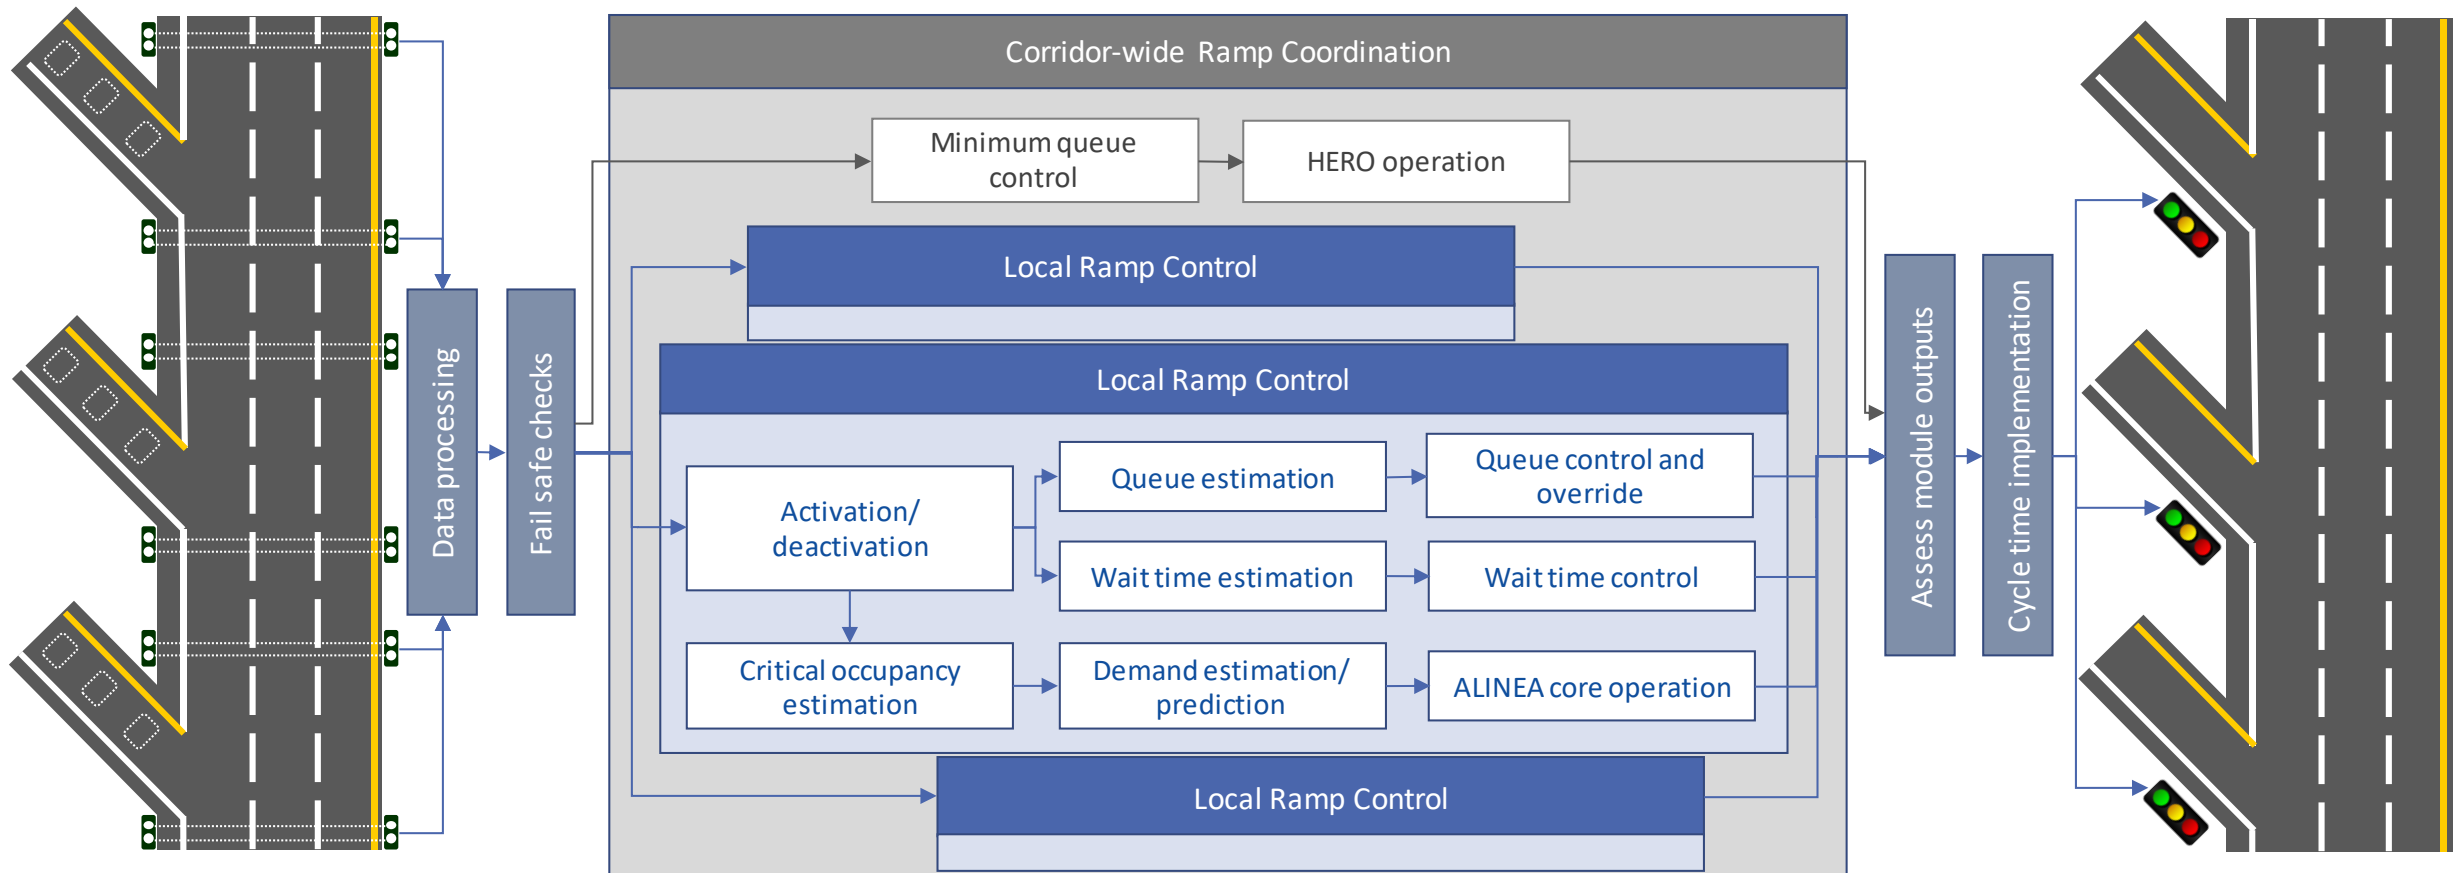 Corridor-wide Ramp Coordination
Minimum queue
control
HERO operation
Local Ramp Control
Local Ramp Control
Data processing
Fail safe checks
Activation/
deactivation
Queue estimation
Queue control and
override
Wait time estimation
Wait time control
Critical occupancy
estimation
Demand estimation/
prediction
ALINEA core operation
Local Ramp Control
Assess module outputs
Cycle time implementation